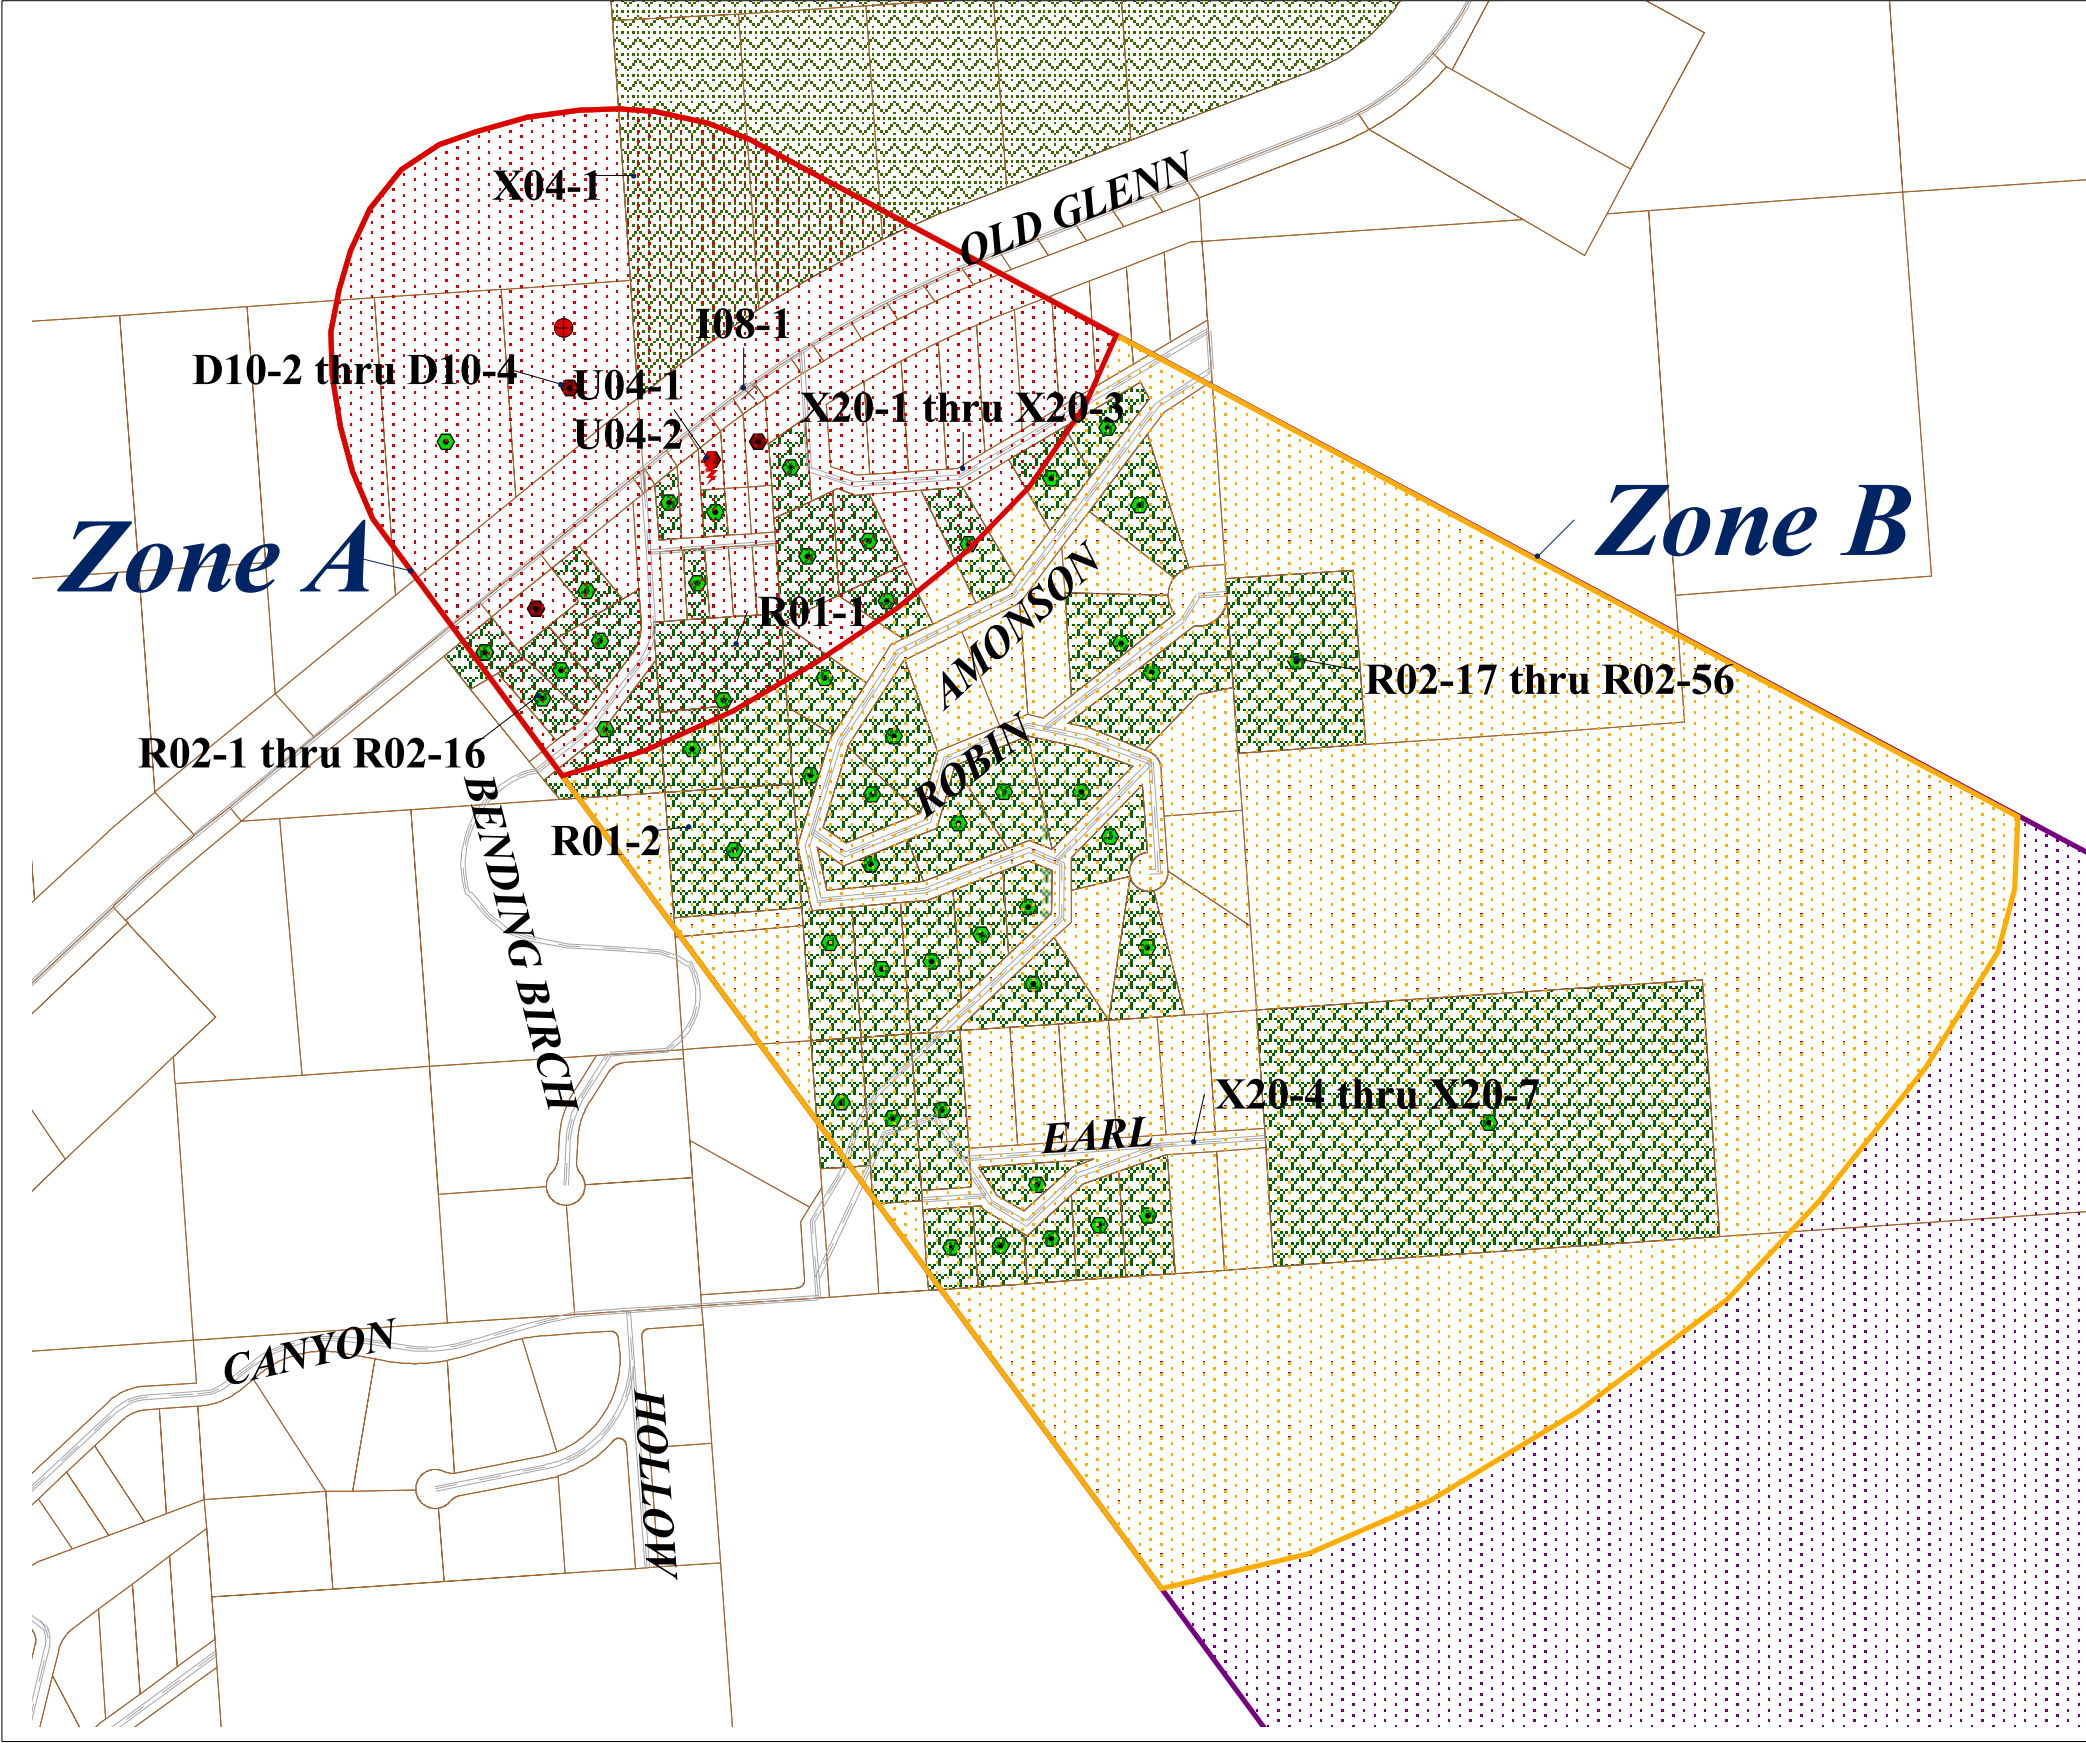 OLD GLENN
X04-1
I08-1
D10-2 thru D10-4
U04-1
X20-1 thru X20-3
U04-2
Zone A
Zone B
AMONSON
R01-1
R02-17 thru R02-56
R02-1 thru R02-16
ROBIN
R01-2
BENDING BIRCH
X20-4 thru X20-7
EARL
CANYON
HOLLOW